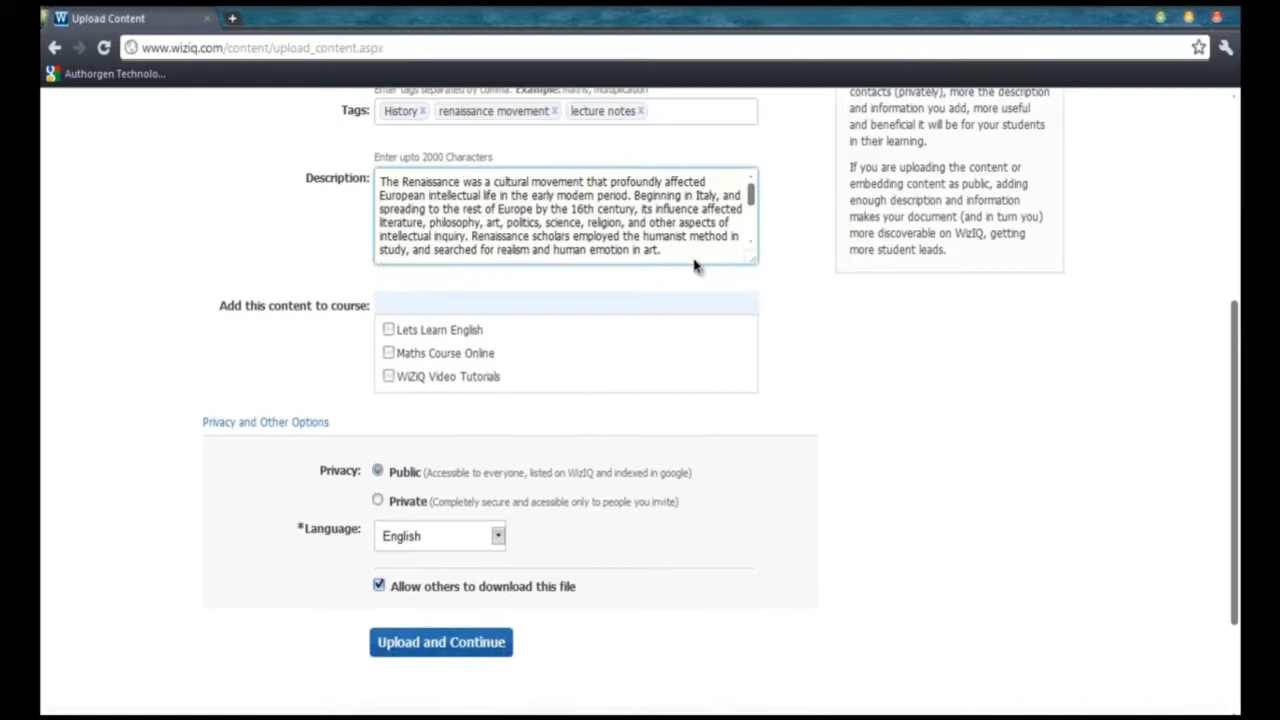 Upload Content
www.wiziq.com/content/upload_content.aspx
Authorgen Technolo...
Enter tags separated by comma. Example: maths, multiplication
Tags: History x renaissance movement x lecture notes x
Enter upto 2000 Characters
Description: The Renaissance was a cultural movement that profoundly affected
European intellectual life in the early modern period. Beginning in Italy, and
spreading to the rest of Europe by the 16th century, its influence affected
literature, philosophy, art, politics, science, religion, and other aspects of
intellectual inquiry. Renaissance scholars employed the humanist method in
study, and searched for realism and human emotion in art.
Add this content to course:
Lets Learn English
Maths Course Online
WiZiQ Video Tutorials
Privacy and Other Options
Privacy: Public (Accessible to everyone, listed on WizIQ and indexed in google)
Private (Completely secure and acessible only to people you invite)
*Language: English
Allow others to download this file
Upload and Continue
contacts (privately), more the description
and information you add, more useful
and beneficial it will be for your students
in their learning.
If you are uploading the content or
embedding content as public, adding
enough description and information
makes your document (and in turn you)
more discoverable on WizIQ, getting
more student leads.